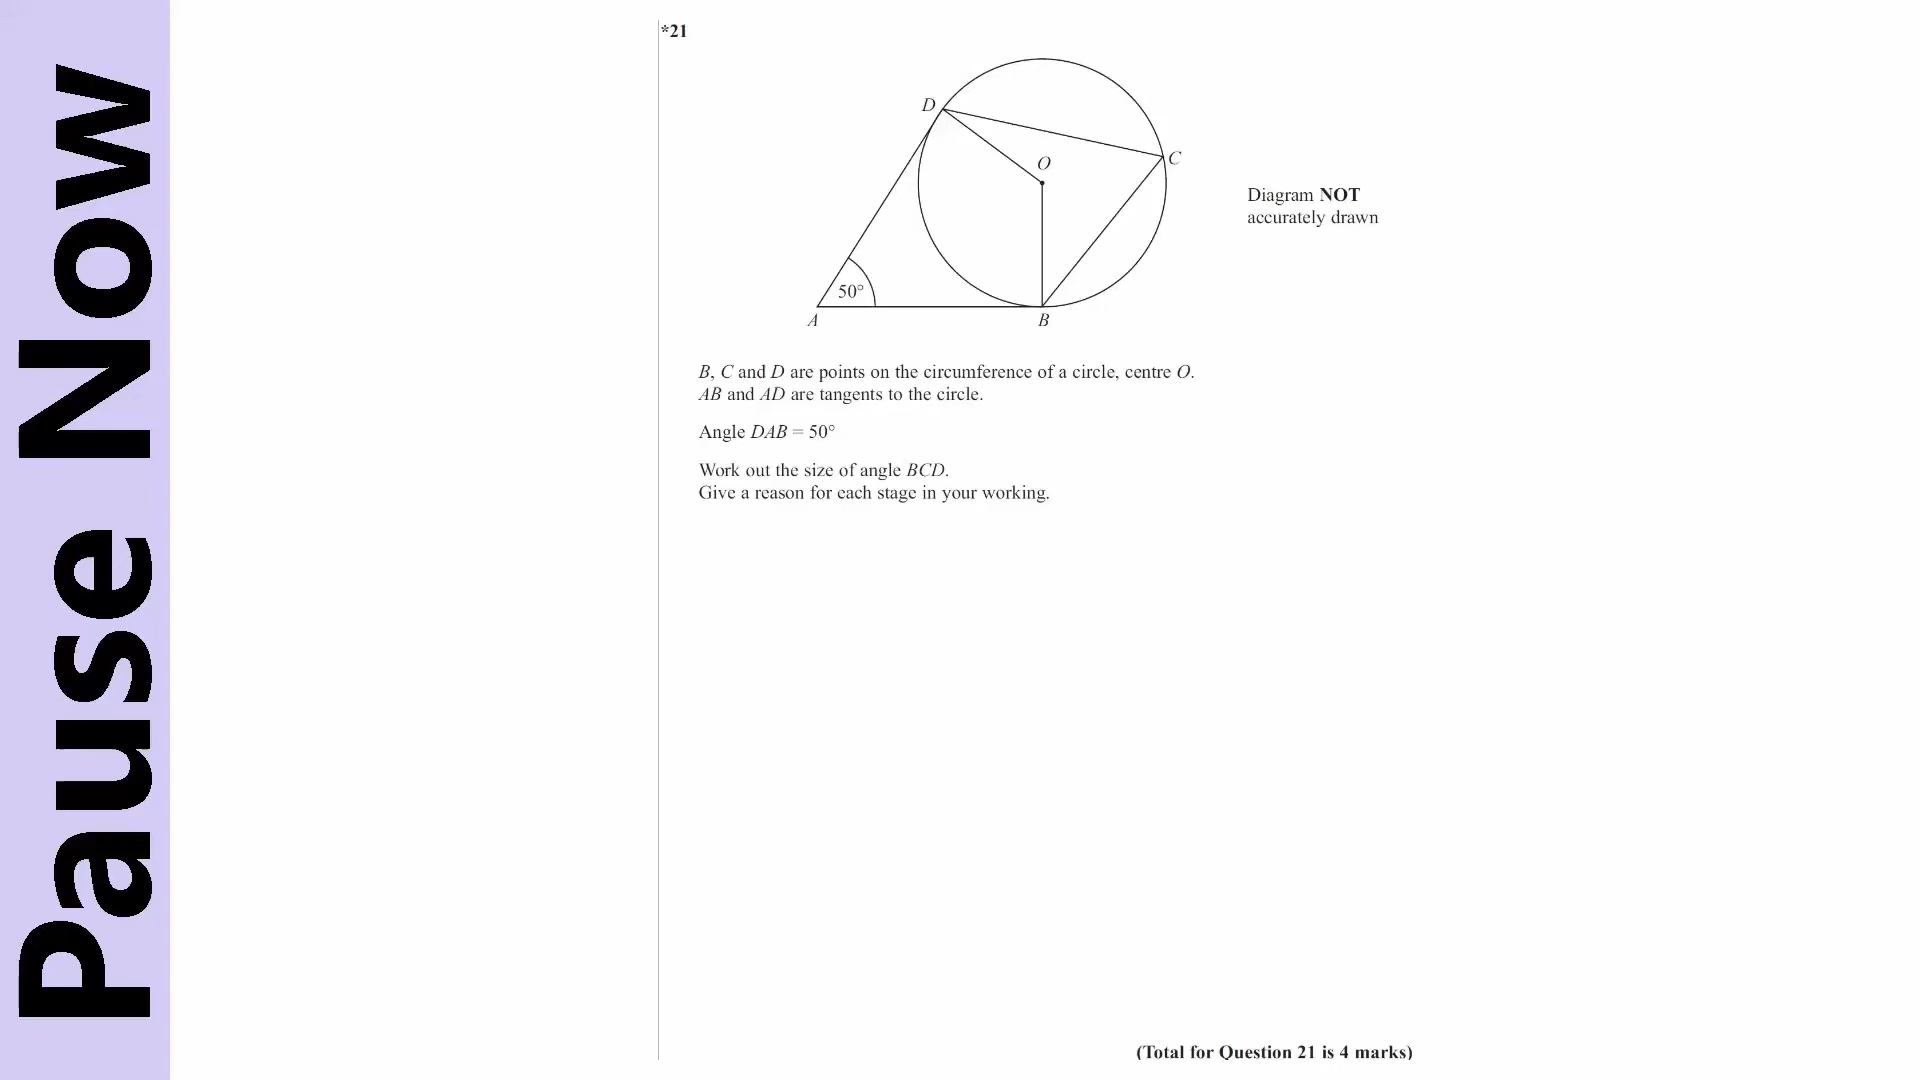 Pause Now
*21
D
O
C
Diagram NOT
accurately drawn
50°
A
B
B, C and D are points on the circumference of a circle, centre O.
AB and AD are tangents to the circle.
Angle DAB = 50°
Work out the size of angle BCD.
Give a reason for each stage in your working.
(Total for Question 21 is 4 marks)